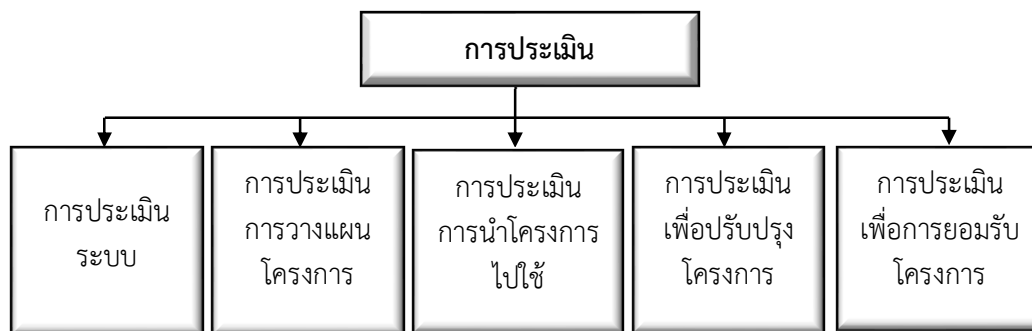 การประเมิน
การประเมิน
ระบบ
การประเมิน
การวางแผน
โครงการ
การประเมิน
การนำโครงการ
ไปใช้
การประเมิน
เพื่อปรับปรุง
โครงการ
การประเมิน
เพื่อการยอมรับ
โครงการ